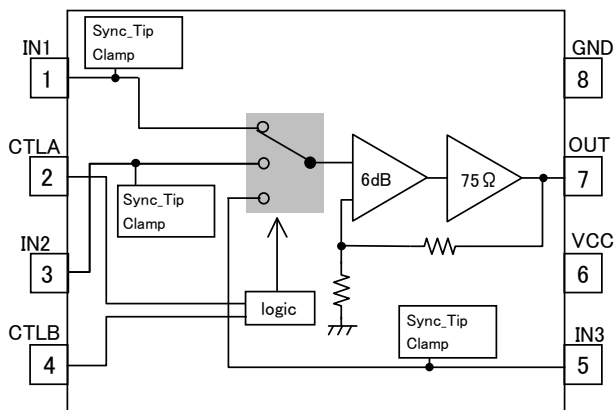 Sync_Tip
Clamp
IN1
1
CTLA
2
Sync_Tip
Clamp
IN2
3
CTLB
4
logic
6dB
75Ω
Sync_Tip
Clamp
GND
8
OUT
7
VCC
6
IN3
5